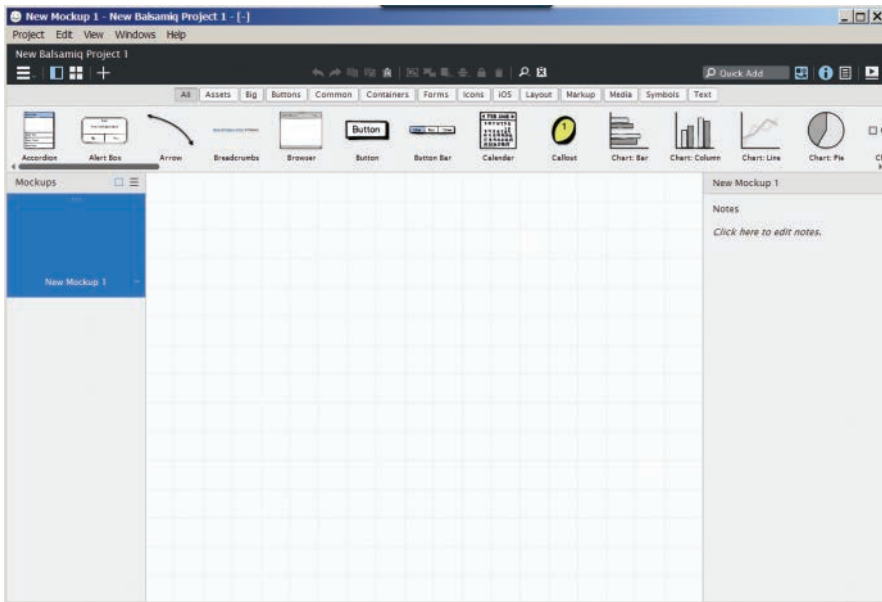 New Mockup 1 - New Balsamiq Project 1 - [-]
Project Edit View Windows Help
New Balsamiq Project 1
Quick Add
All Assets Big Buttons Common Containers Forms Icons iOS Layout Markup Media Symbols Text
Button
1
Accordion Alert Box Arrow Breadcrumbs Browser Button Button Bar Calendar Callout Chart: Bar Chart: Column Chart: Line Chart: Pie
Mockups
New Mockup 1
New Mockup 1
Notes
Click here to edit notes.